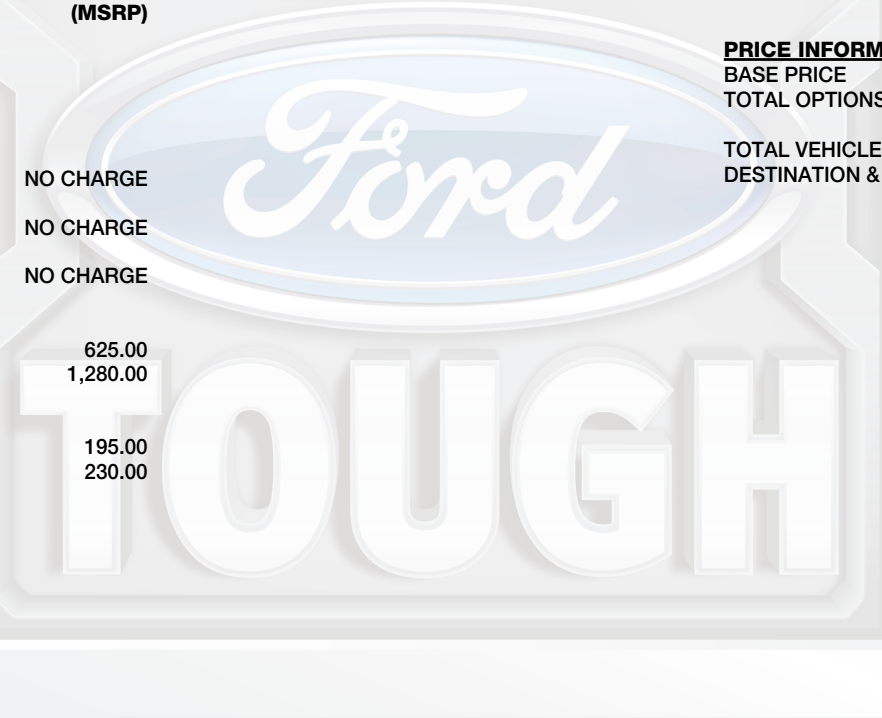 (MSRP)
NO CHARGE
NO CHARGE
NO CHARGE
625.00
1,280.00
195.00
230.00
PRICE INFORM
BASE PRICE
TOTAL OPTIONS
TOTAL VEHICLE
DESTINATION &
Ford
TOUGH